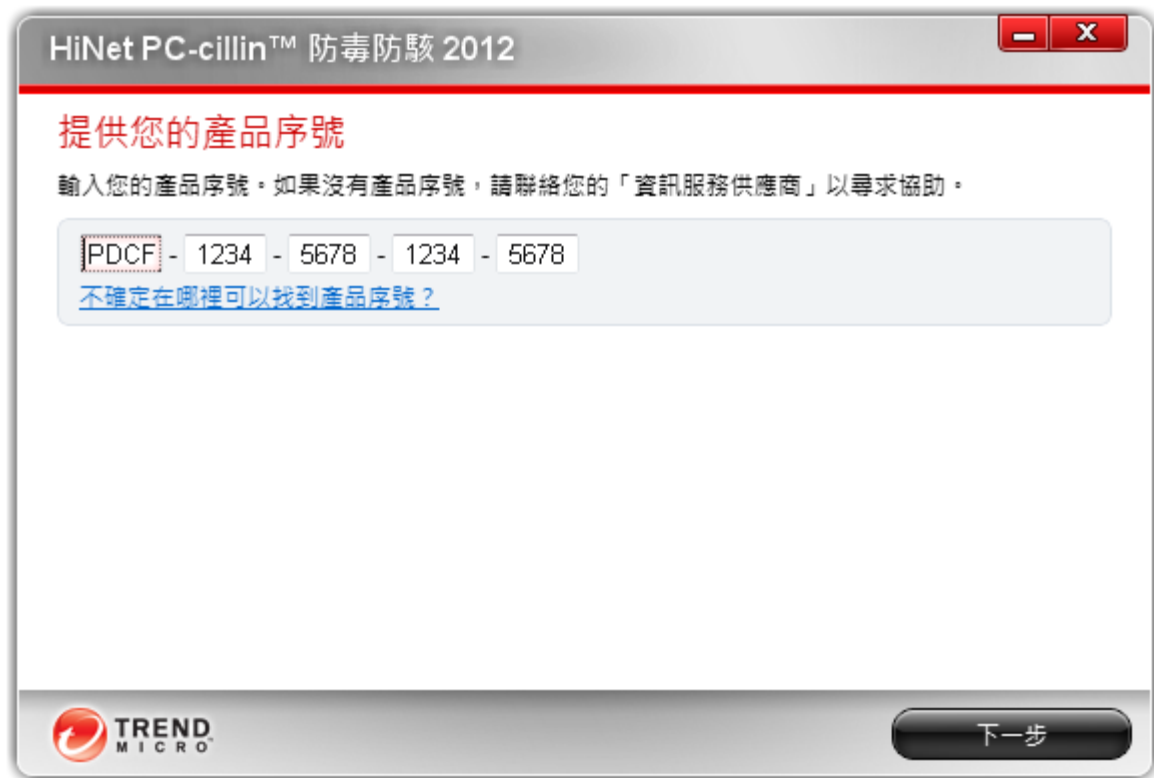 HiNet PC-cillin™ 防毒防駭 2012
提供您的產品序號
輸入您的產品序號。如果沒有產品序號，請聯絡您的「資訊服務供應商」以尋求協助。
PDCF - 1234 - 5678 - 1234 - 5678
不確定在哪裡可以找到產品序號？
TREND
MICRO
下一步